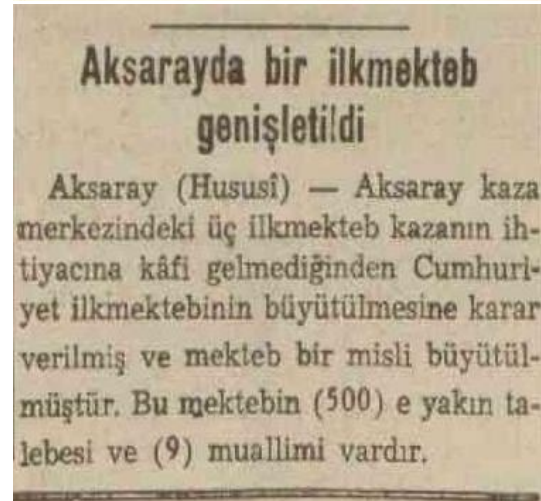 Aksarayda bir ilkmekteb
genişletildi
Aksaray (Hususî) — Aksaray kaza
merkezindeki üç ilkmekteb kazanın ih-
tiyacına kâfi gelmediğinden Cumhuri-
yet ilkmektebinin büyütülmesine karar
verilmiş ve mekteb bir misli büyütül-
müştür. Bu mektebin (500) e yakın ta-
lebesi ve (9) muallimi vardır.